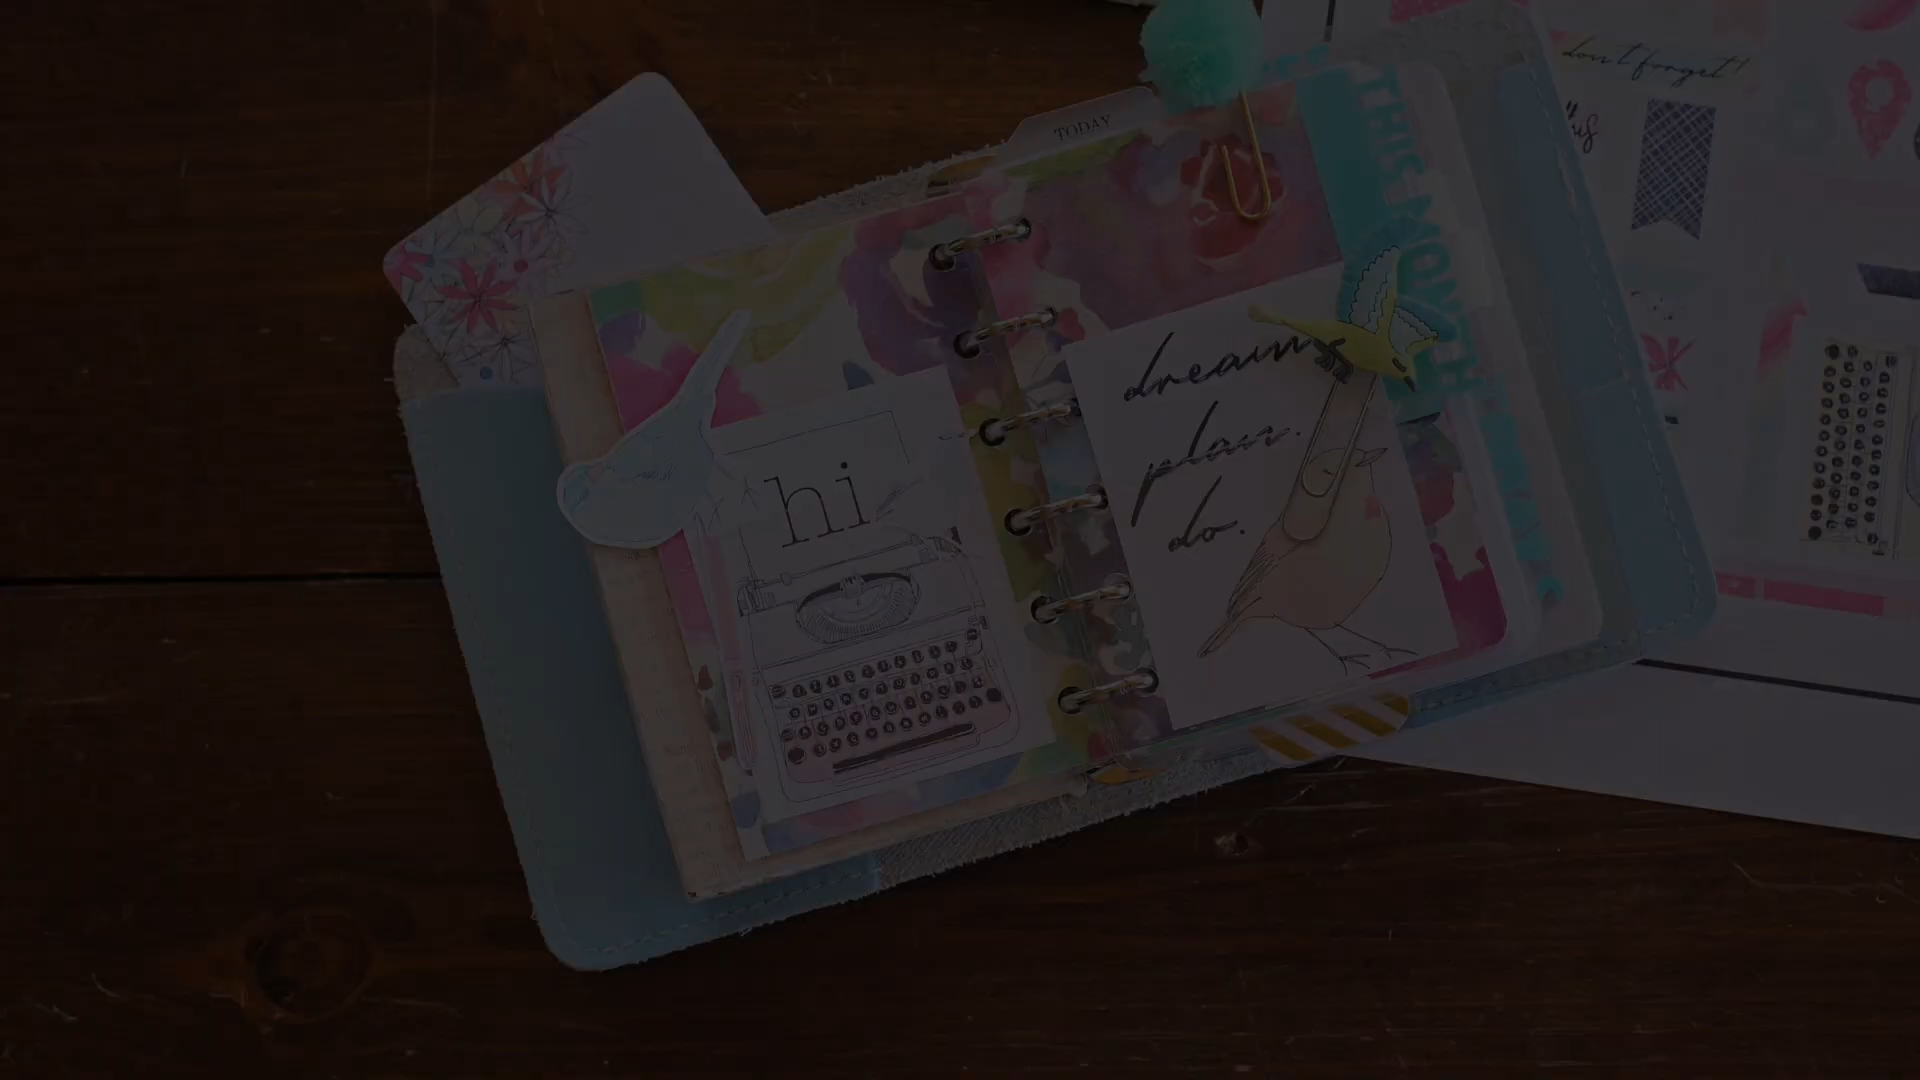 don't forget!
TODAY
THIS MONTH
hi
dream.
plan.
do.